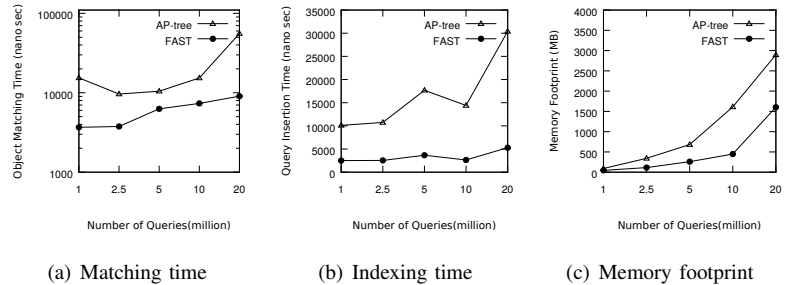 Object Matching Time (nano sec)
100000
10000
1000
AP-tree
FAST
1 2.5 5 10 20
Number of Queries(million)
(a) Matching time
Query Insertion Time (nano sec)
35000
30000
25000
20000
15000
10000
5000
0
AP-tree
FAST
1 2.5 5 10 20
Number of Queries(million)
(b) Indexing time
Memory Footprint (MB)
4000
3500
3000
2500
2000
1500
1000
500
0
AP-tree
FAST
1 2.5 5 10 20
Number of Queries(million)
(c) Memory footprint